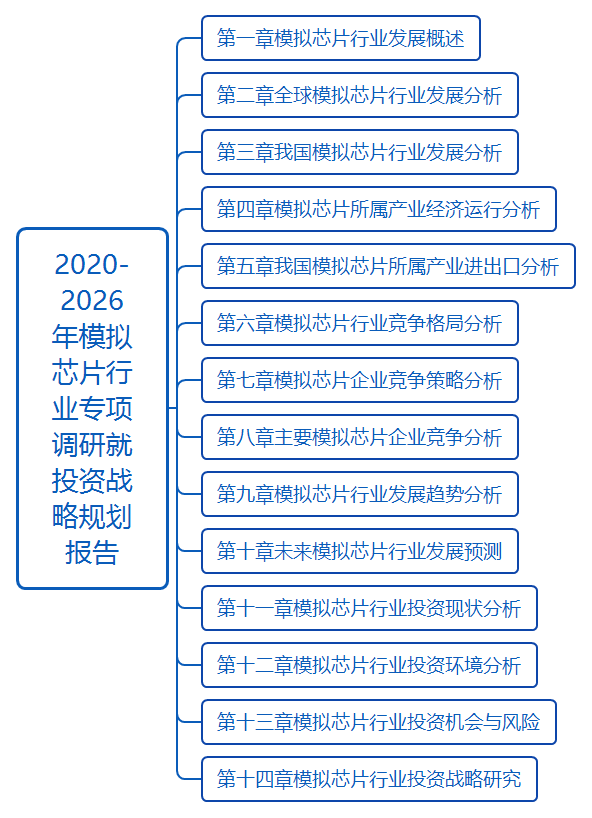 第一章模拟芯片行业发展概述
第二章全球模拟芯片行业发展分析
第三章我国模拟芯片行业发展分析
第四章模拟芯片所属产业经济运行分析
第五章我国模拟芯片所属产业进出口分析
第六章模拟芯片行业竞争格局分析
第七章模拟芯片企业竞争策略分析
第八章主要模拟芯片企业竞争分析
第九章模拟芯片行业发展趋势分析
第十章未来模拟芯片行业发展预测
第十一章模拟芯片行业投资现状分析
第十二章模拟芯片行业投资环境分析
第十三章模拟芯片行业投资机会与风险
第十四章模拟芯片行业投资战略研究
2020-
2026
年模拟
芯片行
业专项
调研就
投资战
略规划
报告